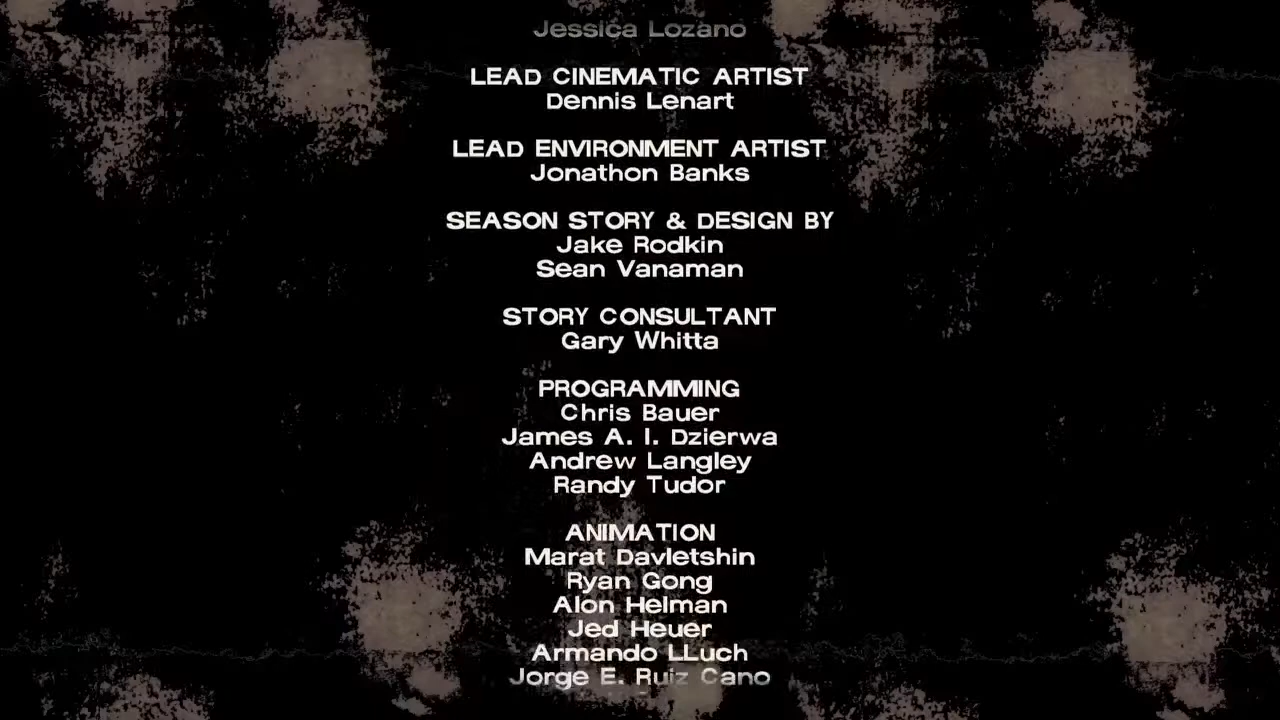 Jessica Lozano
LEAD CINEMATIC ARTIST
Dennis Lenart
LEAD ENVIRONMENT ARTIST
Jonathon Banks
SEASON STORY & DESIGN BY
Jake Rodkin
Sean Vanaman
STORY CONSULTANT
Gary Whitta
PROGRAMMING
Chris Bauer
James A. I. Dzierwa
Andrew Langley
Randy Tudor
ANIMATION
Marat Davletshin
Ryan Gong
Alon Helman
Jed Heuer
Armando LLuch
Jorge E. Ruiz Cano